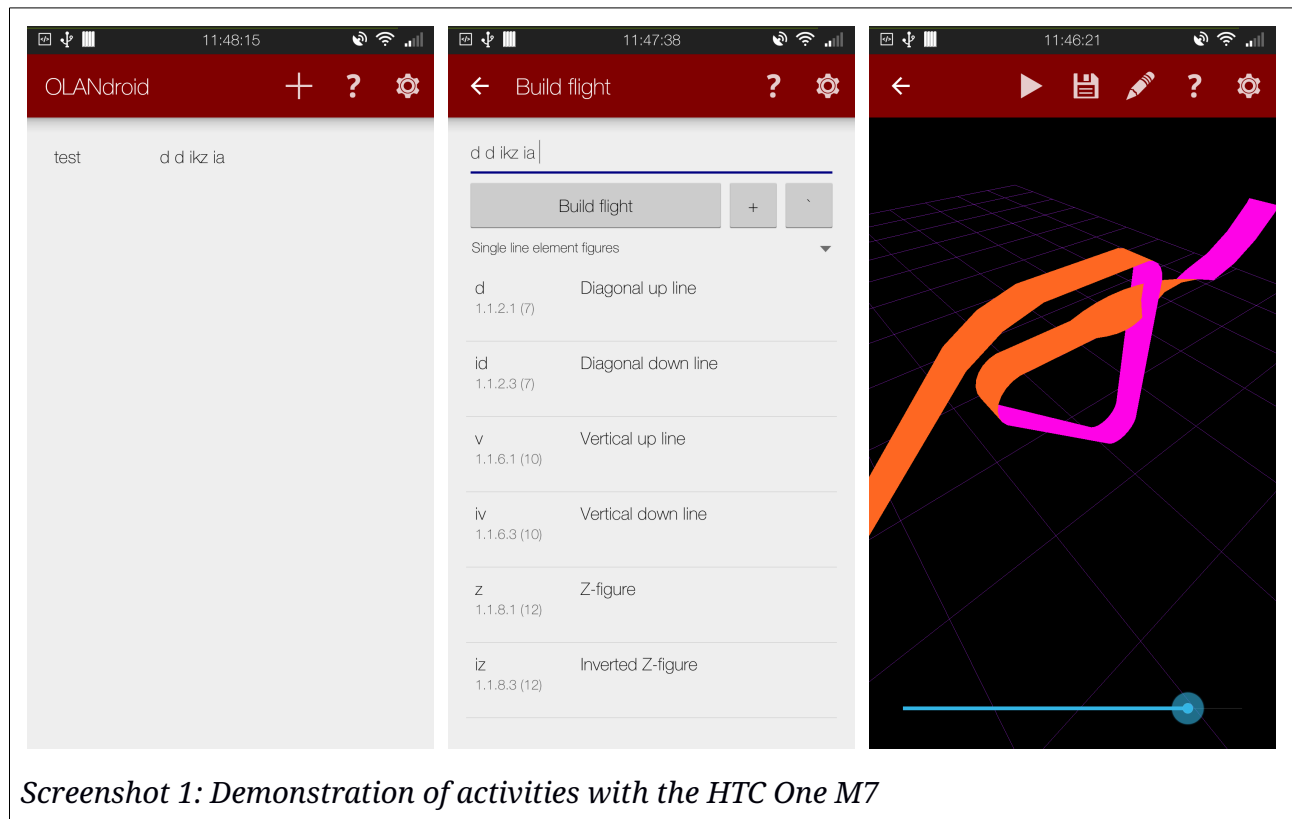 11:48:15
OLANdroid + ?
test d d ikz ia
11:47:38
Build flight ?
d d ikz ia
Build flight + `
Single line element figures
d Diagonal up line
1.1.2.1 (7)
id Diagonal down line
1.1.2.3 (7)
v Vertical up line
1.1.6.1 (10)
iv Vertical down line
1.1.6.3 (10)
z Z-figure
1.1.8.1 (12)
iz Inverted Z-figure
1.1.8.3 (12)
11:46:21
?
Screenshot 1: Demonstration of activities with the HTC One M7